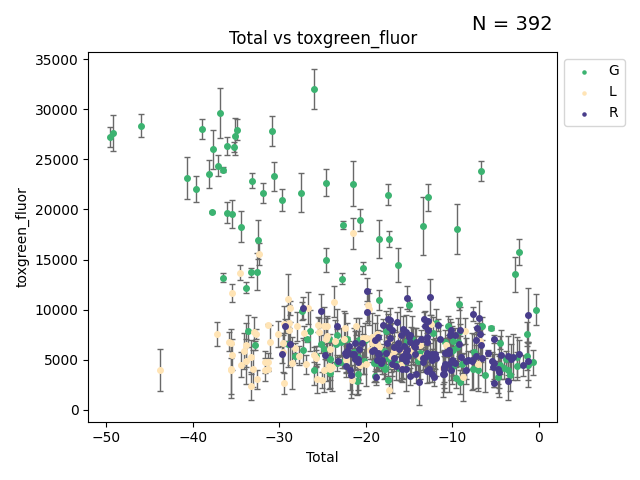 N = 392
Total vs toxgreen_fluor
35000
30000
25000
20000
15000
10000
5000
0
toxgreen_fluor
−50 −40 −30 −20 −10 0
Total
G
L
R